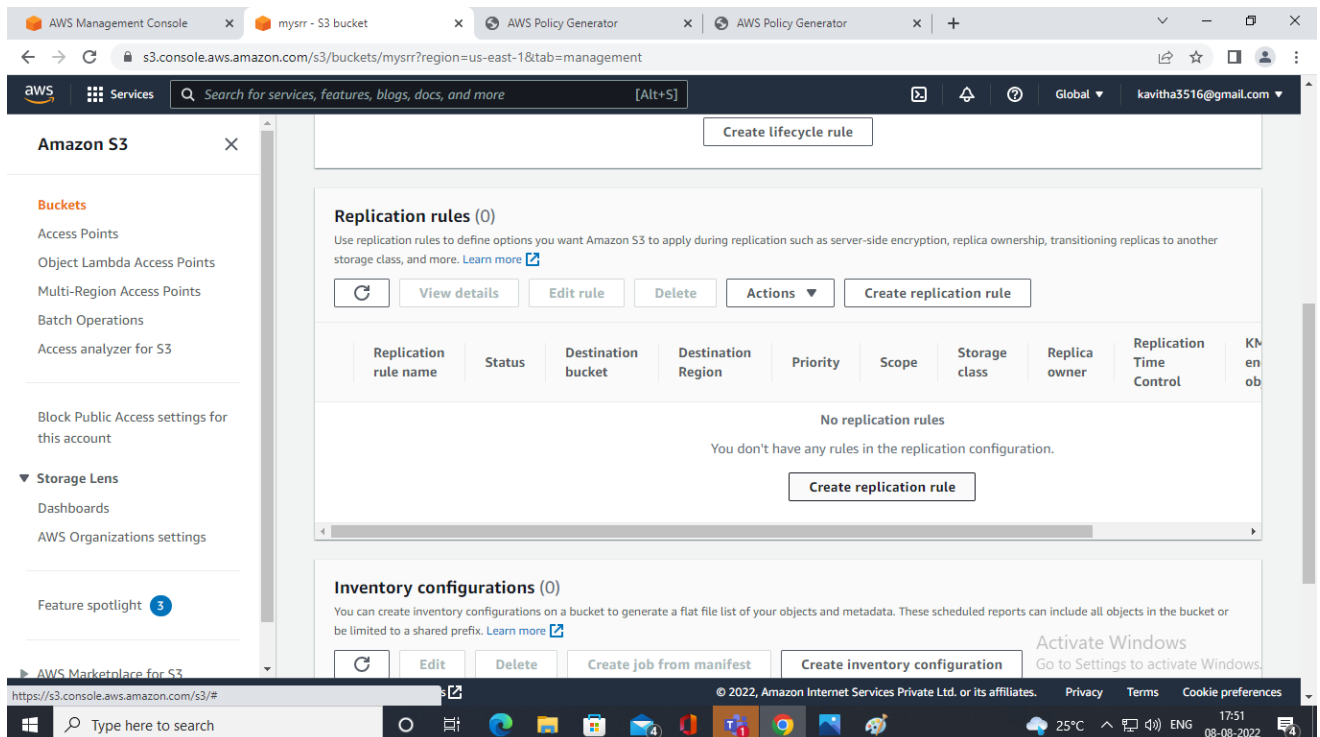 AWS Management Console
mysrr - S3 bucket
AWS Policy Generator
AWS Policy Generator
s3.console.aws.amazon.com/s3/buckets/mysrr?region=us-east-1&tab=management
aws
Services
Search for services, features, blogs, docs, and more
[Alt+S]
Global
kavitha3516@gmail.com
Amazon S3
Buckets
Access Points
Object Lambda Access Points
Multi-Region Access Points
Batch Operations
Access analyzer for S3
Block Public Access settings for
this account
Storage Lens
Dashboards
AWS Organizations settings
Feature spotlight 3
AWS Marketplace for S3
Create lifecycle rule
Replication rules (0)
Use replication rules to define options you want Amazon S3 to apply during replication such as server-side encryption, replica ownership, transitioning replicas to another
storage class, and more. Learn more
View details
Edit rule
Delete
Actions
Create replication rule
Replication
rule name
Status
Destination
bucket
Destination
Region
Priority
Scope
Storage
class
Replica
owner
Replication
Time
Control
KM
en
ob
No replication rules
You don't have any rules in the replication configuration.
Create replication rule
Inventory configurations (0)
You can create inventory configurations on a bucket to generate a flat file list of your objects and metadata. These scheduled reports can include all objects in the bucket or
be limited to a shared prefix. Learn more
Edit
Delete
Create job from manifest
Create inventory configuration
Activate Windows
Go to Settings to activate Windows.
https://s3.console.aws.amazon.com/s3/#
s
© 2022, Amazon Internet Services Private Ltd. or its affiliates.
Privacy
Terms
Cookie preferences
Type here to search
4
1
25°C
ENG
17:51
08-08-2022
4